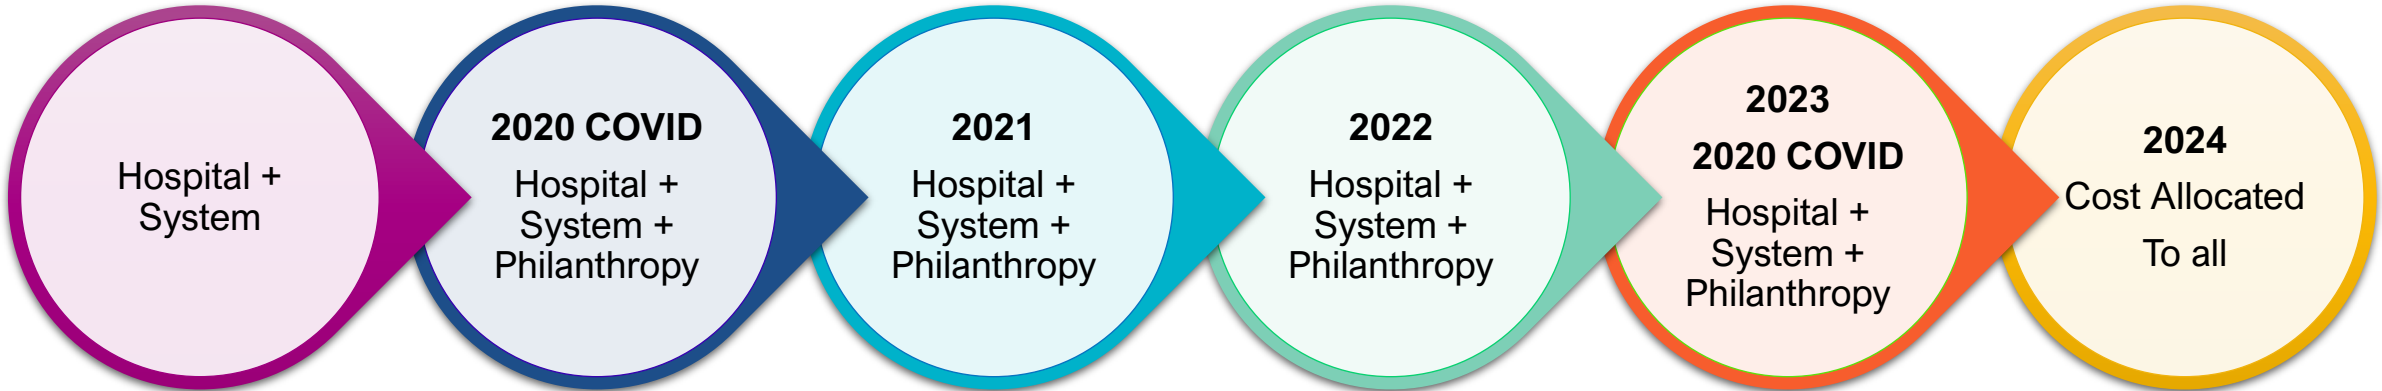 Hospital +
System
2020 COVID
Hospital +
System +
Philanthropy
2021
Hospital +
System +
Philanthropy
2022
Hospital +
System +
Philanthropy
2023
2020 COVID
Hospital +
System +
Philanthropy
2024
Cost Allocated
To all